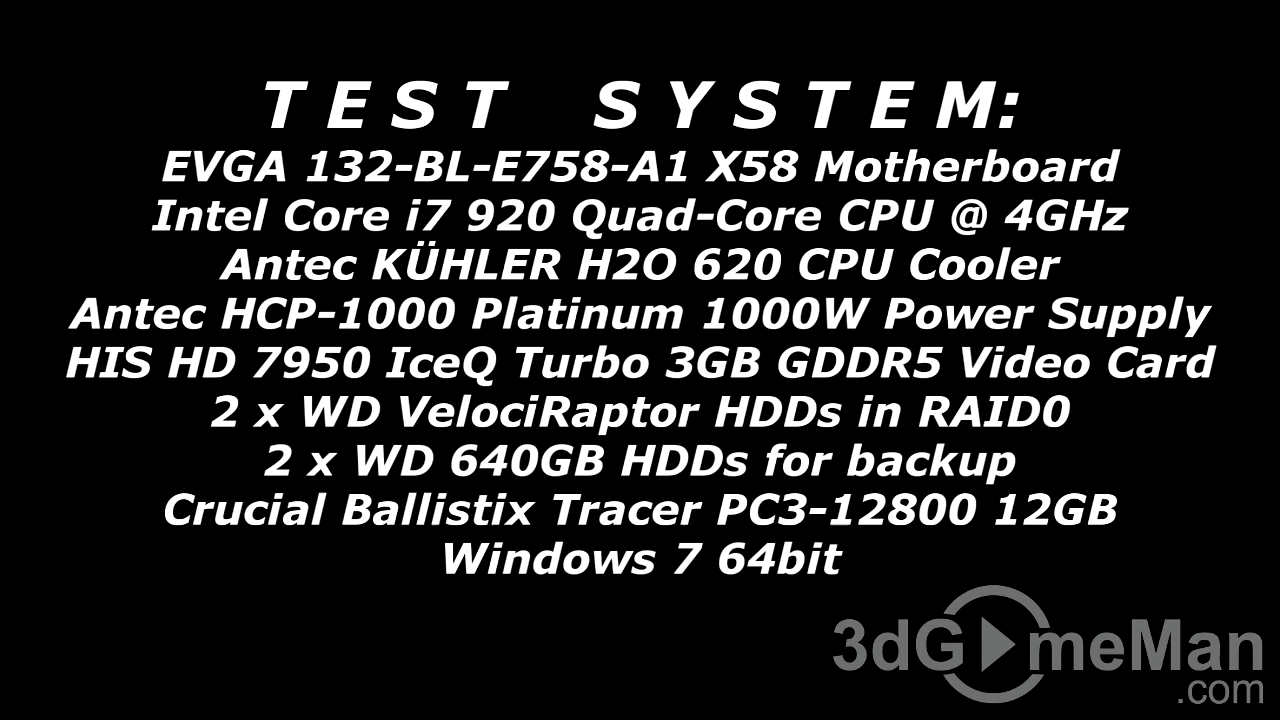 TEST SYSTEM:
EVGA 132-BL-E758-A1 X58 Motherboard
Intel Core i7 920 Quad-Core CPU @ 4GHz
Antec KÜHLER H2O 620 CPU Cooler
Antec HCP-1000 Platinum 1000W Power Supply
HIS HD 7950 IceQ Turbo 3GB GDDR5 Video Card
2 x WD VelociRaptor HDDs in RAID0
2 x WD 640GB HDDs for backup
Crucial Ballistix Tracer PC3-12800 12GB
Windows 7 64bit
3dGameMan
.com